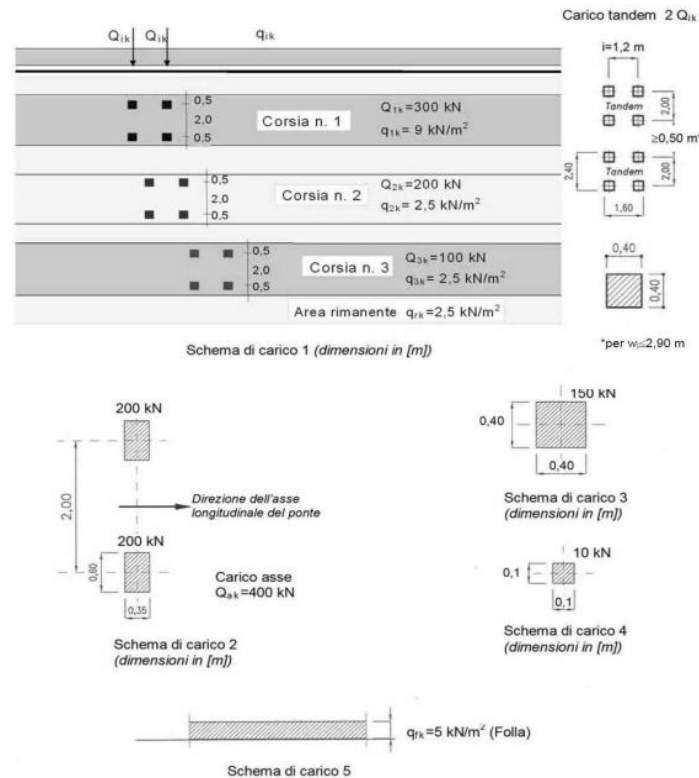 Carico tandem 2 Qik
Qik Qik qik
i=1,2 m
0,5
2,0
0,5
Corsia n. 1
Q1k=300 kN
q1k= 9 kN/m²
Tandem
2,00
≥0,50 m*
0,5
2,0
0,5
Corsia n. 2
Q2k=200 kN
q2k= 2,5 kN/m²
2,40
Tandem
2,00
1,60
0,5
2,0
0,5
Corsia n. 3
Q3k=100 kN
q3k= 2,5 kN/m²
0,40
0,40
Area rimanente qrk=2,5 kN/m²
*per wl≤2,90 m
Schema di carico 1 (dimensioni in [m])
200 kN
2,00
Direzione dell'asse
longitudinale del ponte
200 kN
0,60
0,35
Carico asse
Qak=400 kN
Schema di carico 2
(dimensioni in [m])
150 kN
0,40
0,40
Schema di carico 3
(dimensioni in [m])
10 kN
0,1
0,1
Schema di carico 4
(dimensioni in [m])
qfk=5 kN/m² (Folla)
Schema di carico 5